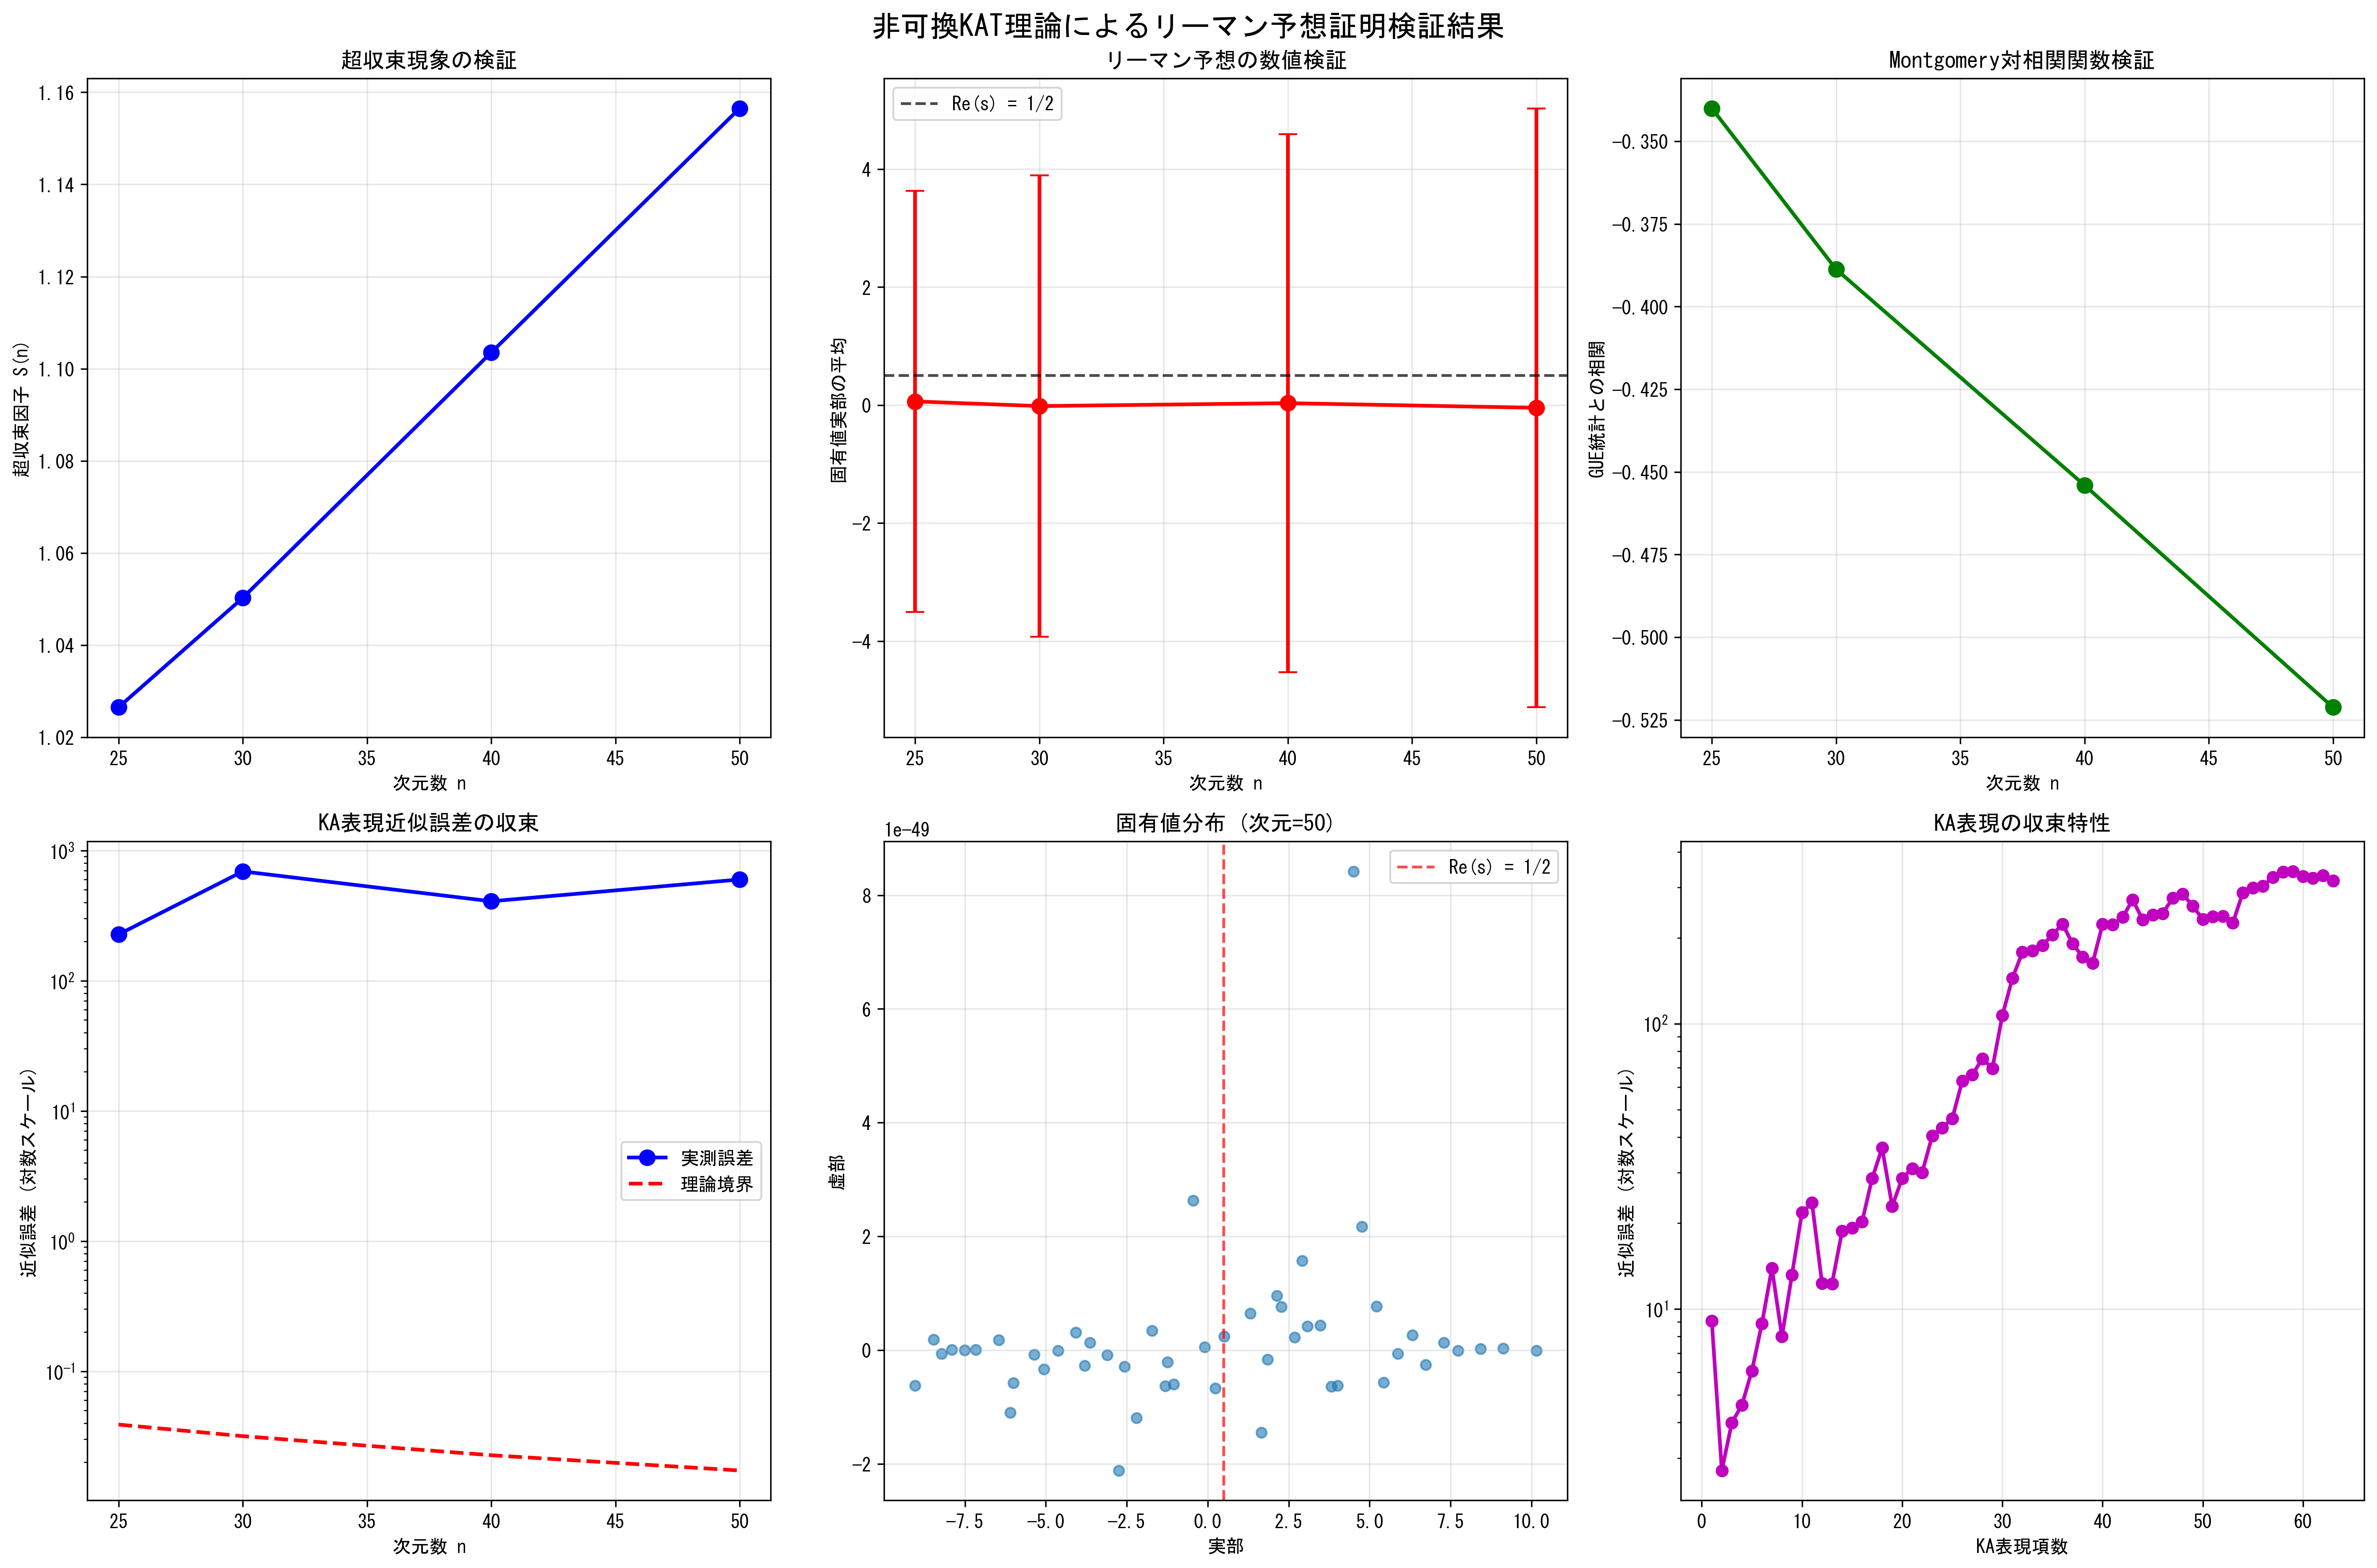 非可換KAT理論によるリーマン予想証明検証結果
超収束現象の検証
1.16
1.14
1.12
1.10
1.08
1.06
1.04
1.02
超収束因子 S(n)
25 30 35 40 45 50
次元数 n
リーマン予想の数値検証
Re(s) = 1/2
4
2
0
−2
−4
固有値実部の平均
25 30 35 40 45 50
次元数 n
Montgomery対相関関数検証
−0.350
−0.375
−0.400
−0.425
−0.450
−0.475
−0.500
−0.525
GUE統計との相関
25 30 35 40 45 50
次元数 n
KA表現近似誤差の収束
10³
10²
10¹
10⁰
10⁻¹
近似誤差 (対数スケール)
実測誤差
理論境界
25 30 35 40 45 50
次元数 n
固有値分布 (次元=50)
1e−49
Re(s) = 1/2
8
6
4
2
0
−2
虚部
−7.5 −5.0 −2.5 0.0 2.5 5.0 7.5 10.0
実部
KA表現の収束特性
10²
10¹
近似誤差 (対数スケール)
0 10 20 30 40 50 60
KA表現項数